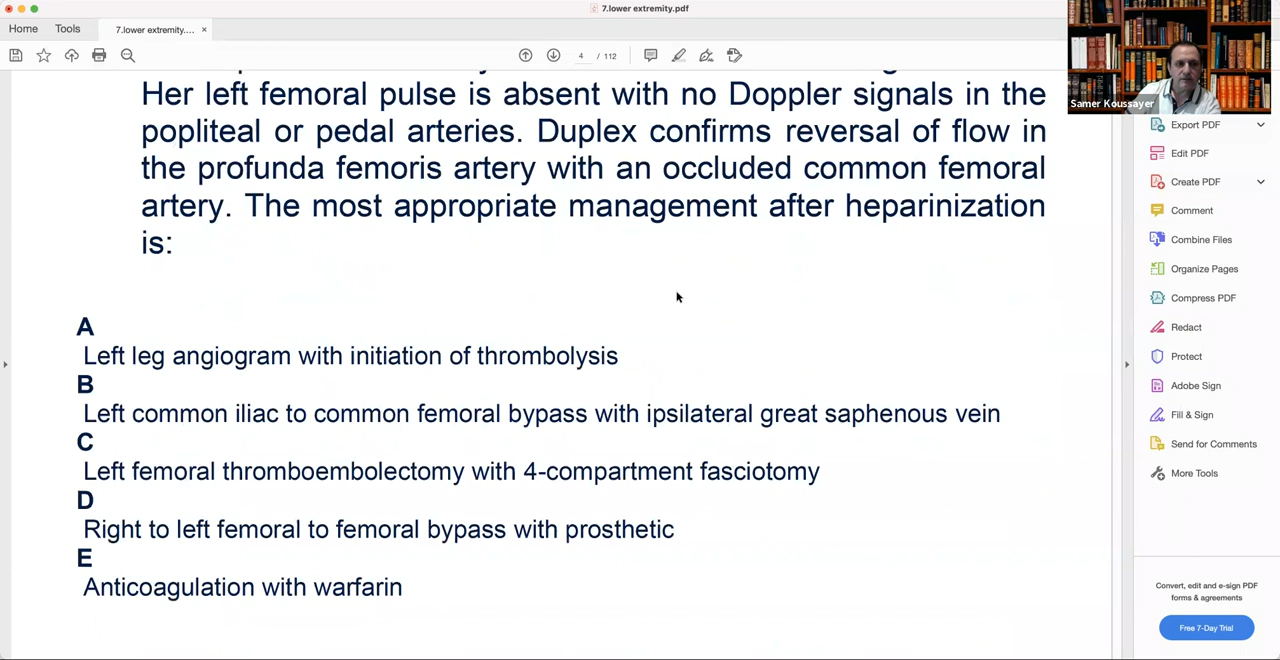 7.lower extremity.pdf
Home Tools 7.lower extremity.... ×
4 / 112
Samer Koussayer
Her left femoral pulse is absent with no Doppler signals in the
popliteal or pedal arteries. Duplex confirms reversal of flow in
the profunda femoris artery with an occluded common femoral
artery. The most appropriate management after heparinization
is:
A
Left leg angiogram with initiation of thrombolysis
B
Left common iliac to common femoral bypass with ipsilateral great saphenous vein
C
Left femoral thromboembolectomy with 4-compartment fasciotomy
D
Right to left femoral to femoral bypass with prosthetic
E
Anticoagulation with warfarin
Export PDF
Edit PDF
Create PDF
Comment
Combine Files
Organize Pages
Compress PDF
Redact
Protect
Adobe Sign
Fill & Sign
Send for Comments
More Tools
Convert, edit and e-sign PDF
forms & agreements
Free 7-Day Trial